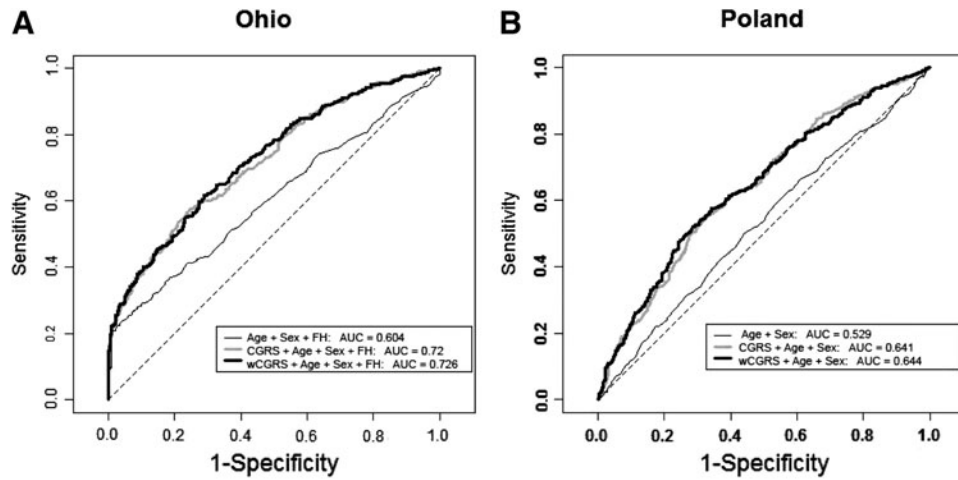 A
Ohio
Sensitivity
1.0
0.8
0.6
0.4
0.2
0.0
Age + Sex + FH: AUC = 0.604
CGRS + Age + Sex + FH: AUC = 0.72
wCGRS + Age + Sex + FH: AUC = 0.726
0.0 0.2 0.4 0.6 0.8 1.0
1-Specificity
B
Poland
Sensitivity
1.0
0.8
0.6
0.4
0.2
0.0
Age + Sex: AUC = 0.529
CGRS + Age + Sex: AUC = 0.641
wCGRS + Age + Sex: AUC = 0.644
0.0 0.2 0.4 0.6 0.8 1.0
1-Specificity